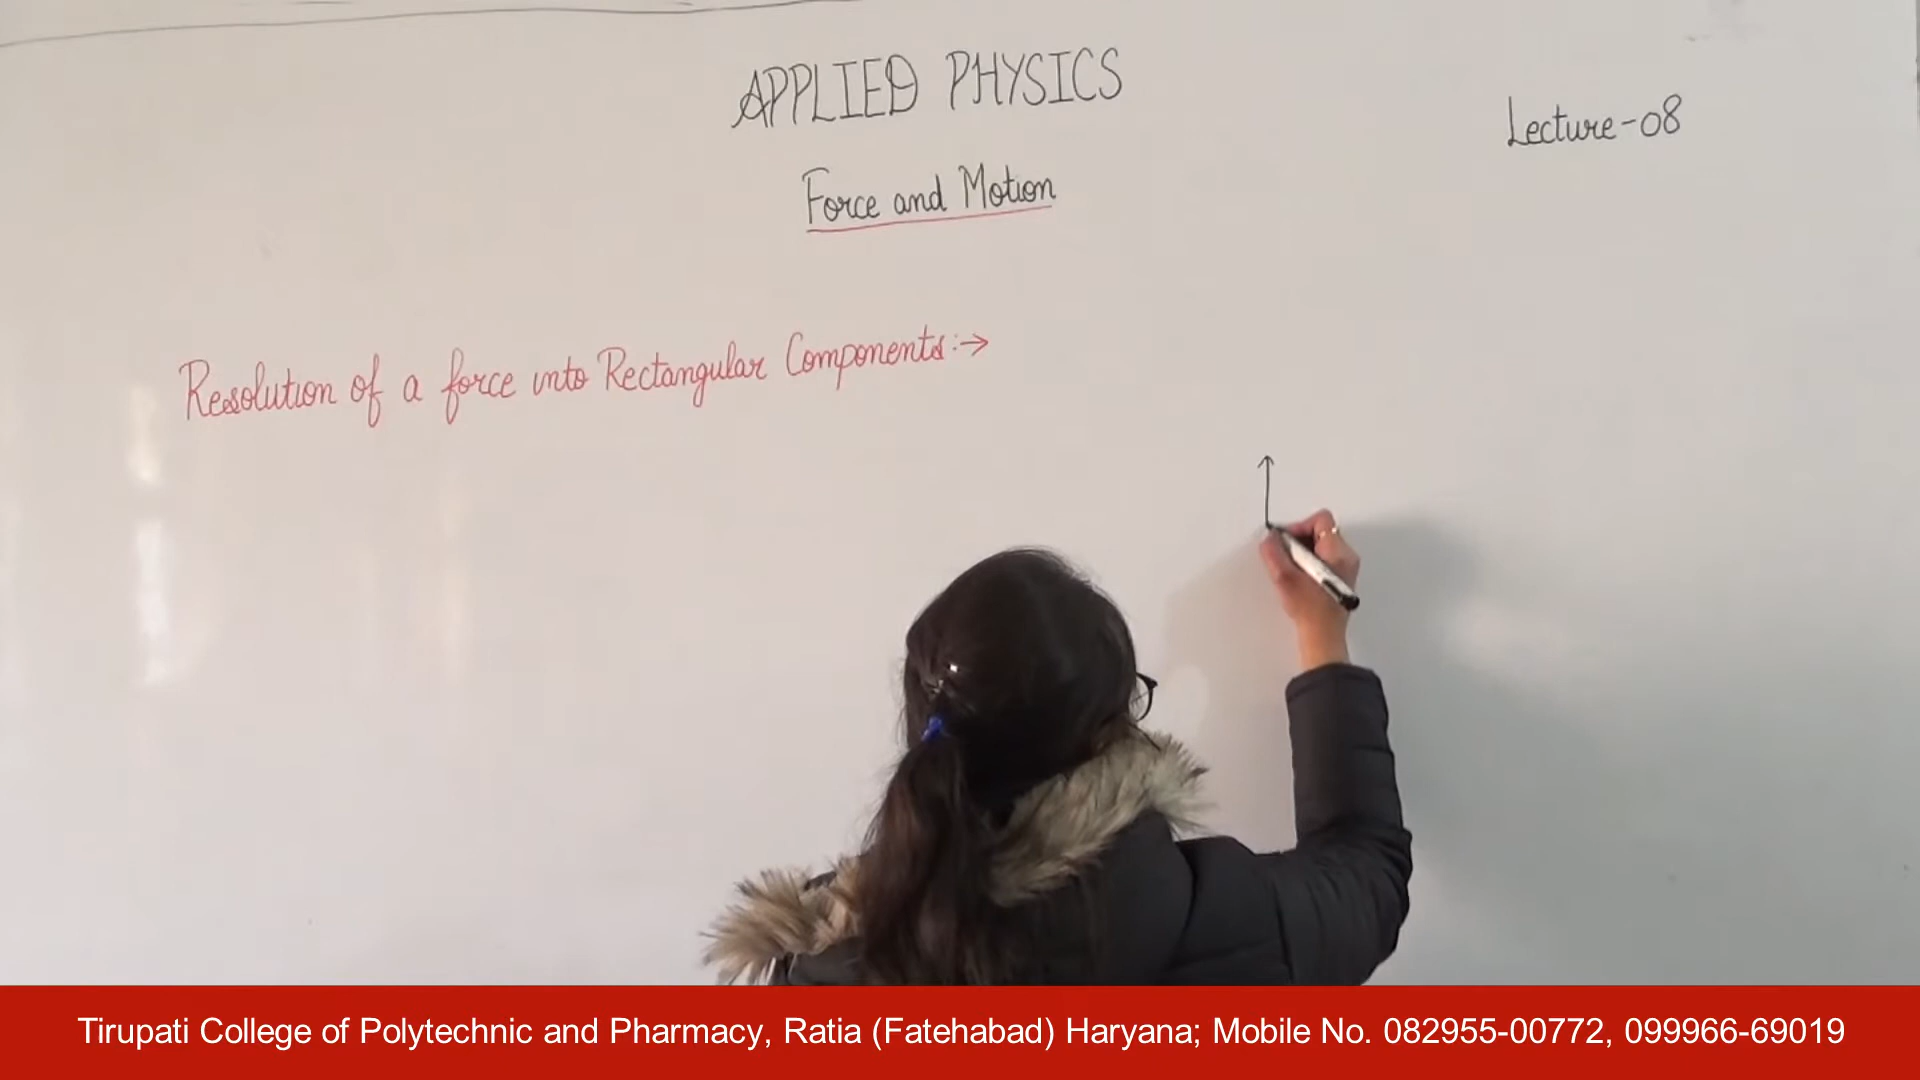 APPLIED PHYSICS
Lecture-08
Force and Motion
Resolution of a force into Rectangular Components:→
Tirupati College of Polytechnic and Pharmacy, Ratia (Fatehabad) Haryana; Mobile No. 082955-00772, 099966-69019